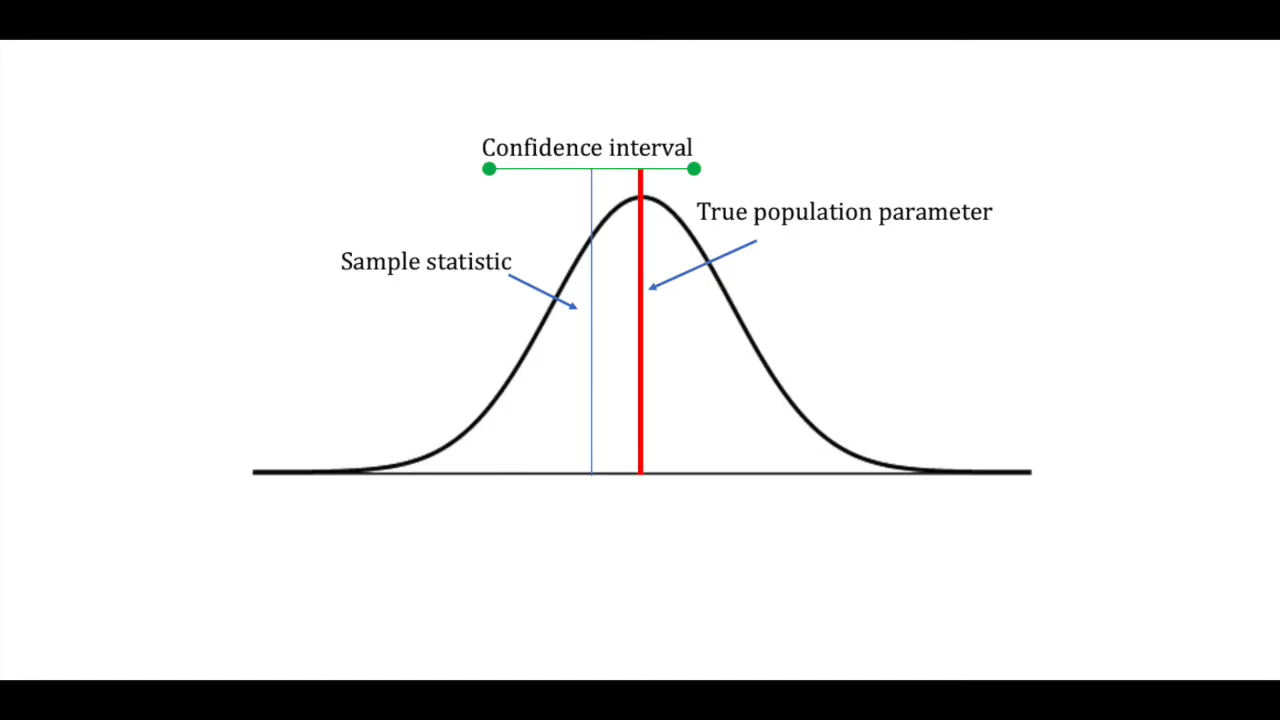 Confidence interval
True population parameter
Sample statistic